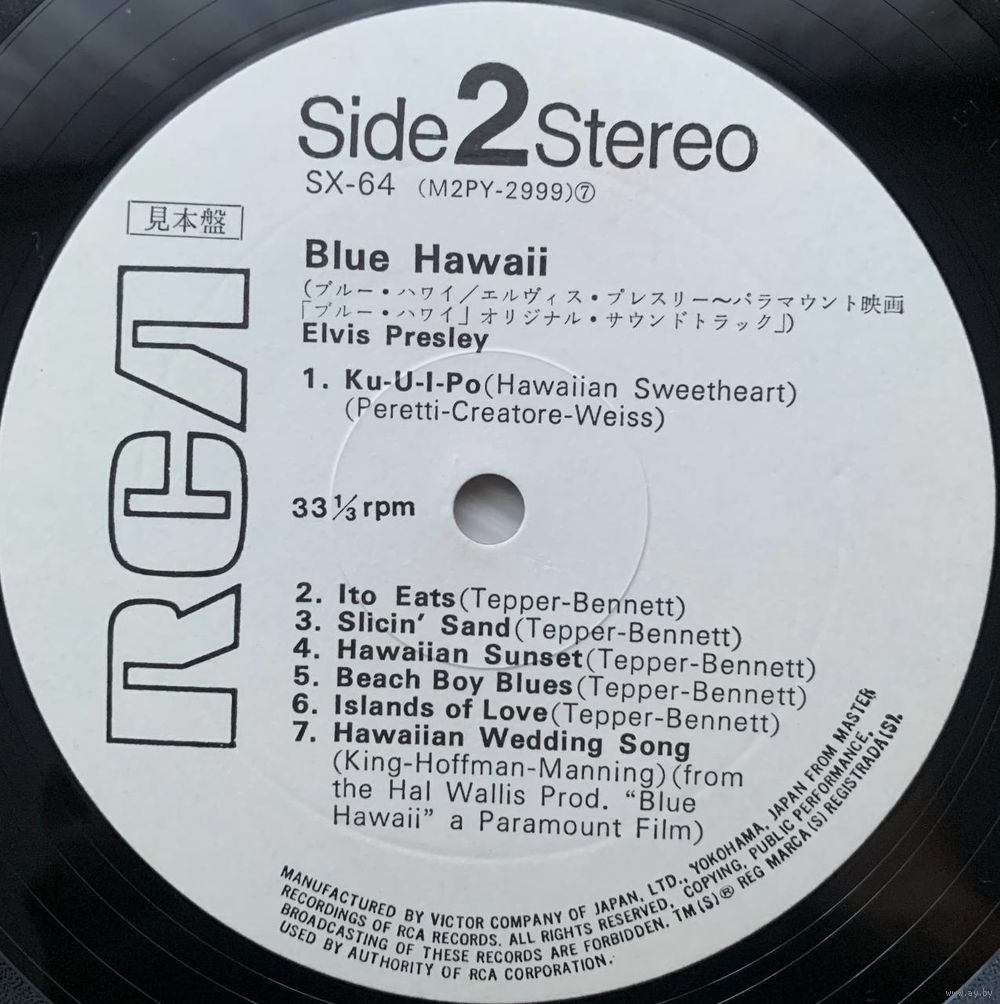 Side 2 Stereo
SX-64 (M2PY-2999)⑦
見本盤
RCA
Blue Hawaii
(ブルー・ハワイ/エルヴィス・プレスリー〜パラマウント映画
「ブルー・ハワイ」オリジナル・サウンドトラック」)
Elvis Presley
1. Ku-U-I-Po(Hawaiian Sweetheart)
(Peretti-Creatore-Weiss)
33⅓rpm
2. Ito Eats(Tepper-Bennett)
3. Slicin' Sand(Tepper-Bennett)
4. Hawaiian Sunset(Tepper-Bennett)
5. Beach Boy Blues(Tepper-Bennett)
6. Islands of Love(Tepper-Bennett)
7. Hawaiian Wedding Song
(King-Hoffman-Manning)(from
the Hal Wallis Prod. “Blue
Hawaii” a Paramount Film)
MANUFACTURED BY VICTOR COMPANY OF JAPAN, LTD., YOKOHAMA, JAPAN FROM MASTER
RECORDINGS OF RCA RECORDS. ALL RIGHTS RESERVED, COPYING, PUBLIC PERFORMANCE,
BROADCASTING OF THESE RECORDS ARE FORBIDDEN. TM(S)® REG MARCA(S) REGISTRADA(S).
USED BY AUTHORITY OF RCA CORPORATION.
www.ay.by